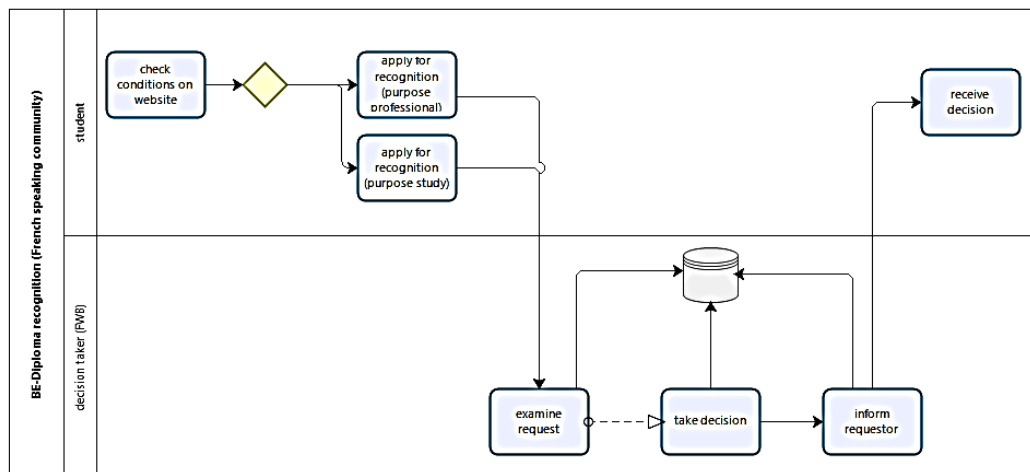 BE-Diploma recognition (French speaking community)
student
check
conditions on
website
apply for
recognition
(purpose
professional)
apply for
recognition
(purpose study)
receive
decision
decision taker (FWB)
examine
request
take decision
inform
requestor